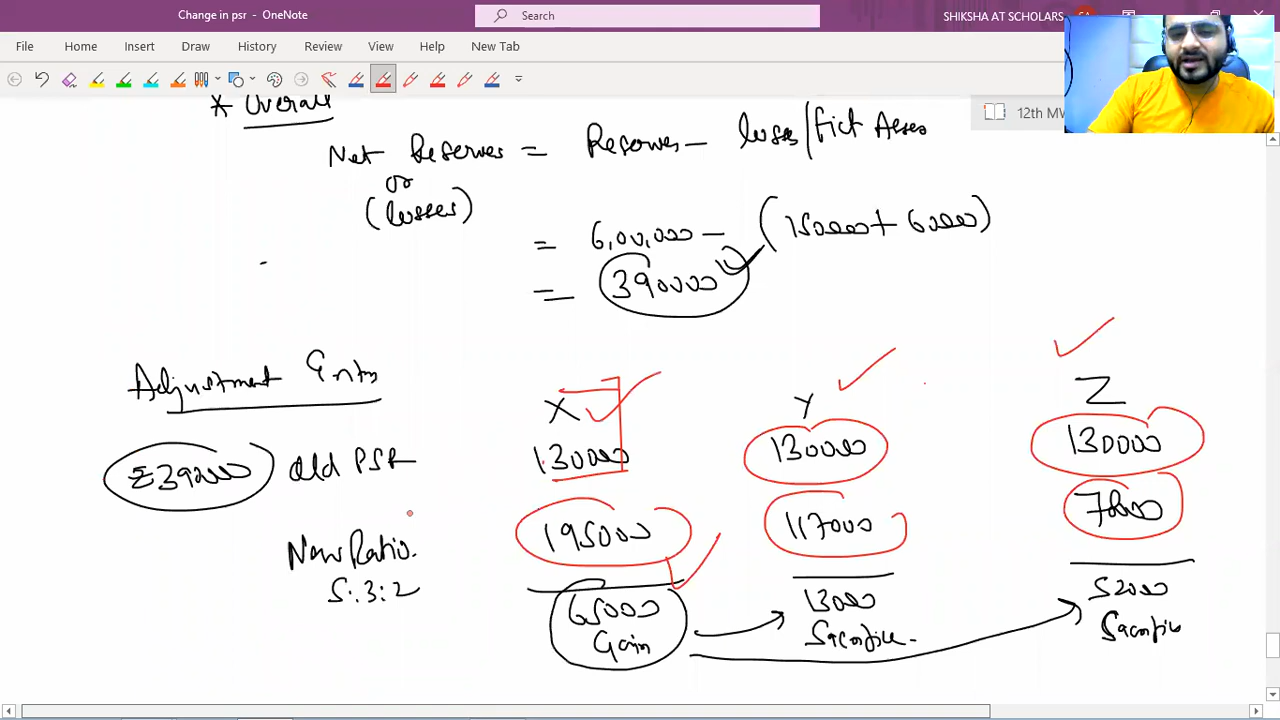 Change in psr - OneNote
Search
SHIKSHA AT SCHOLARS
File Home Insert Draw History Review View Help New Tab
* Overall
12th
Net Reserves = Reserves - losses/fict Asses
or
(losses)
= 6,00,000 - (150000 + 60000)
= 390000
Adjustment Entry
X Y Z
₹390000 old PSR 130000 130000 130000
New Ratio. 195000 117000 78000
5:3:2
65000 13000 52000
Gain Sacrifice. Sacrifice